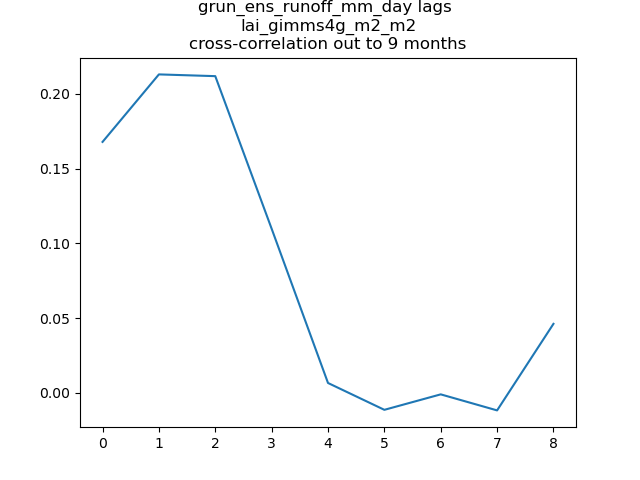 grun_ens_runoff_mm_day lags
lai_gimms4g_m2_m2
cross-correlation out to 9 months
0.20
0.15
0.10
0.05
0.00
0 1 2 3 4 5 6 7 8